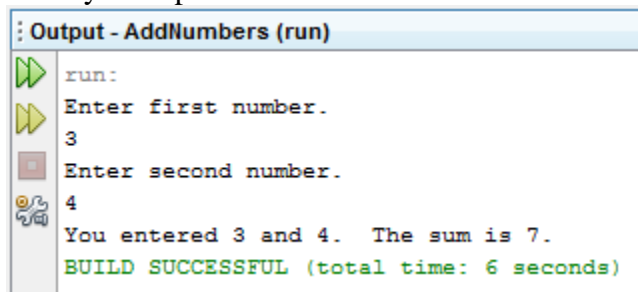 Output - AddNumbers (run)
run:
Enter first number.
3
Enter second number.
4
You entered 3 and 4.  The sum is 7.
BUILD SUCCESSFUL (total time: 6 seconds)